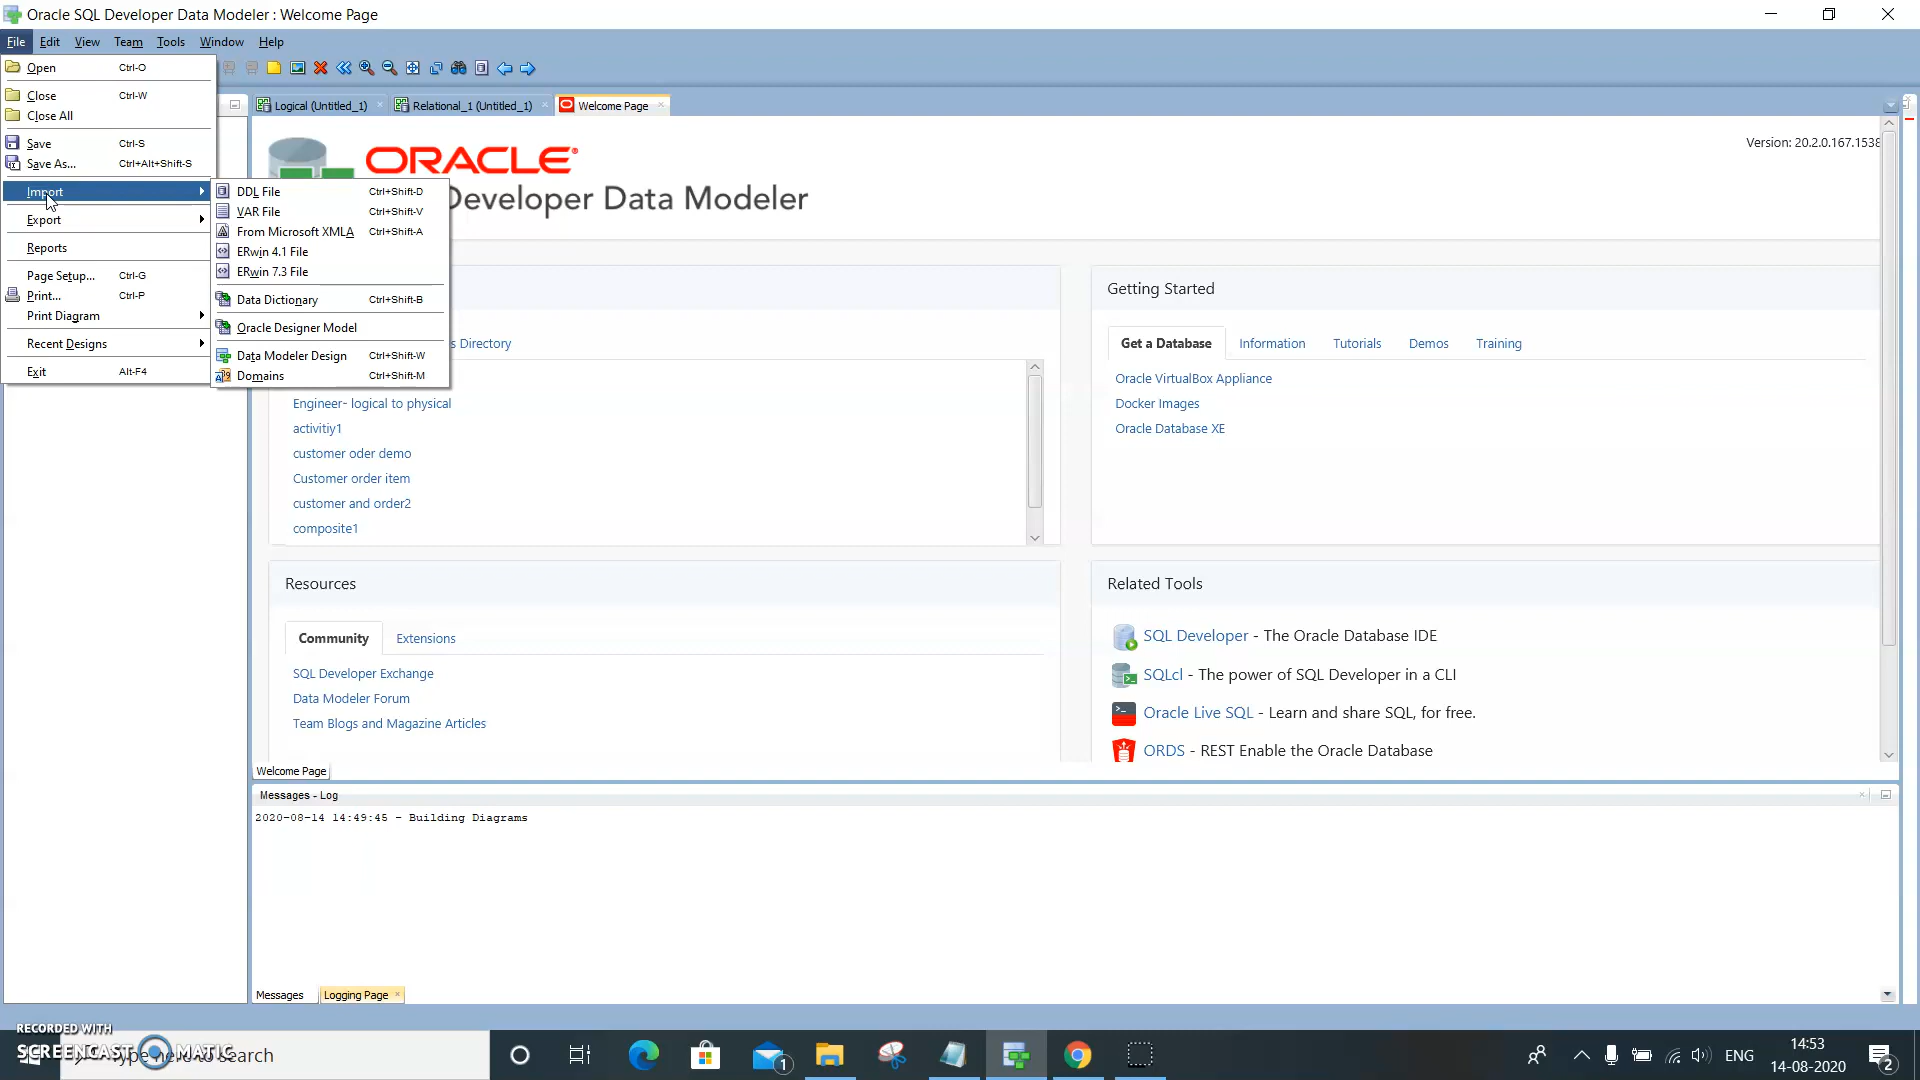 Oracle SQL Developer Data Modeler : Welcome Page
File Edit View Team Tools Window Help
Open Ctrl-O
Close Ctrl-W
Close All
Save Ctrl-S
Save As... Ctrl+Alt+Shift-S
Import
Export
Reports
Page Setup... Ctrl-G
Print... Ctrl-P
Print Diagram
Recent Designs
Exit Alt-F4
DDL File Ctrl+Shift-D
VAR File Ctrl+Shift-V
From Microsoft XMLA Ctrl+Shift-A
ERwin 4.1 File
ERwin 7.3 File
Data Dictionary Ctrl+Shift-B
Oracle Designer Model
Data Modeler Design Ctrl+Shift-W
Domains Ctrl+Shift-M
Logical (Untitled_1) Relational_1 (Untitled_1) Welcome Page
Version: 20.2.0.167.1538
ORACLE
Developer Data Modeler
s Directory
Engineer- logical to physical
activitiy1
customer oder demo
Customer order item
customer and order2
composite1
Getting Started
Get a Database Information Tutorials Demos Training
Oracle VirtualBox Appliance
Docker Images
Oracle Database XE
Resources
Community Extensions
SQL Developer Exchange
Data Modeler Forum
Team Blogs and Magazine Articles
Related Tools
SQL Developer - The Oracle Database IDE
SQLcl - The power of SQL Developer in a CLI
Oracle Live SQL - Learn and share SQL, for free.
ORDS - REST Enable the Oracle Database
Welcome Page
Messages - Log
2020-08-14 14:49:45 - Building Diagrams
Messages Logging Page
RECORDED WITH
SCREENCAST MATIC
Type here to search
1
ENG
14:53
14-08-2020
2